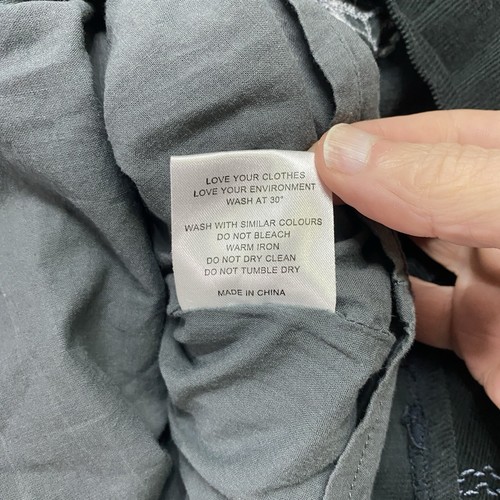 LOVE YOUR CLOTHES
LOVE YOUR ENVIRONMENT
WASH AT 30°
WASH WITH SIMILAR COLOURS
DO NOT BLEACH
WARM IRON
DO NOT DRY CLEAN
DO NOT TUMBLE DRY
MADE IN CHINA